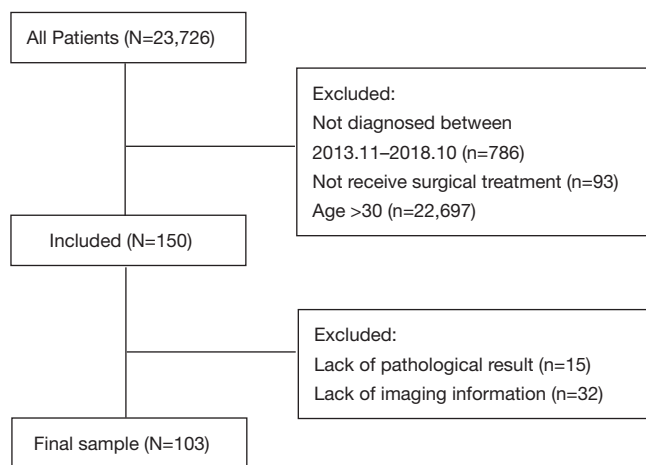 All Patients (N=23,726)
Excluded:
Not diagnosed between
2013.11–2018.10 (n=786)
Not receive surgical treatment (n=93)
Age >30 (n=22,697)
Included (N=150)
Excluded:
Lack of pathological result (n=15)
Lack of imaging information (n=32)
Final sample (N=103)